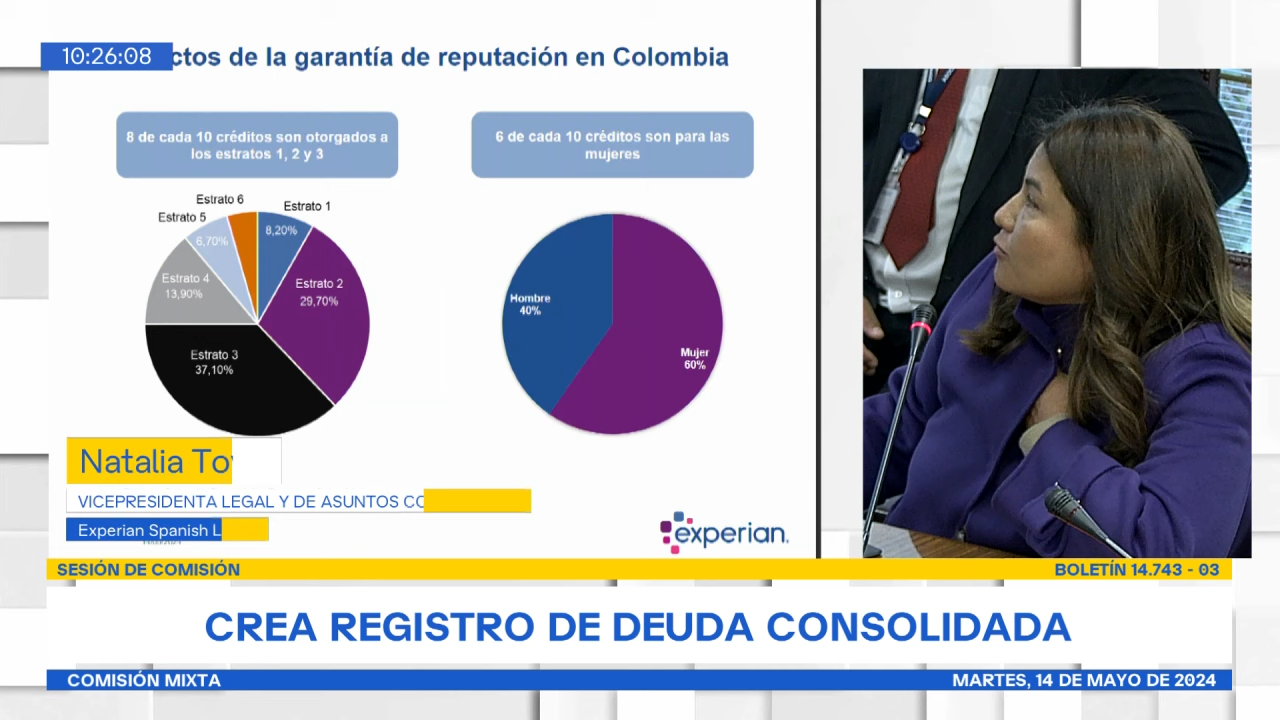 10:26:08
ctos de la garantía de reputación en Colombia
8 de cada 10 créditos son otorgados a
los estratos 1, 2 y 3
6 de cada 10 créditos son para las
mujeres
Estrato 6
Estrato 1
Estrato 5
8,20%
6,70%
Estrato 4
13,90%
Estrato 2
29,70%
Estrato 3
37,10%
Hombre
40%
Mujer
60%
Natalia To
VICEPRESIDENTA LEGAL Y DE ASUNTOS CO
Experian Spanish L
experian.
SESIÓN DE COMISIÓN
BOLETÍN 14.743 - 03
CREA REGISTRO DE DEUDA CONSOLIDADA
COMISIÓN MIXTA
MARTES, 14 DE MAYO DE 2024